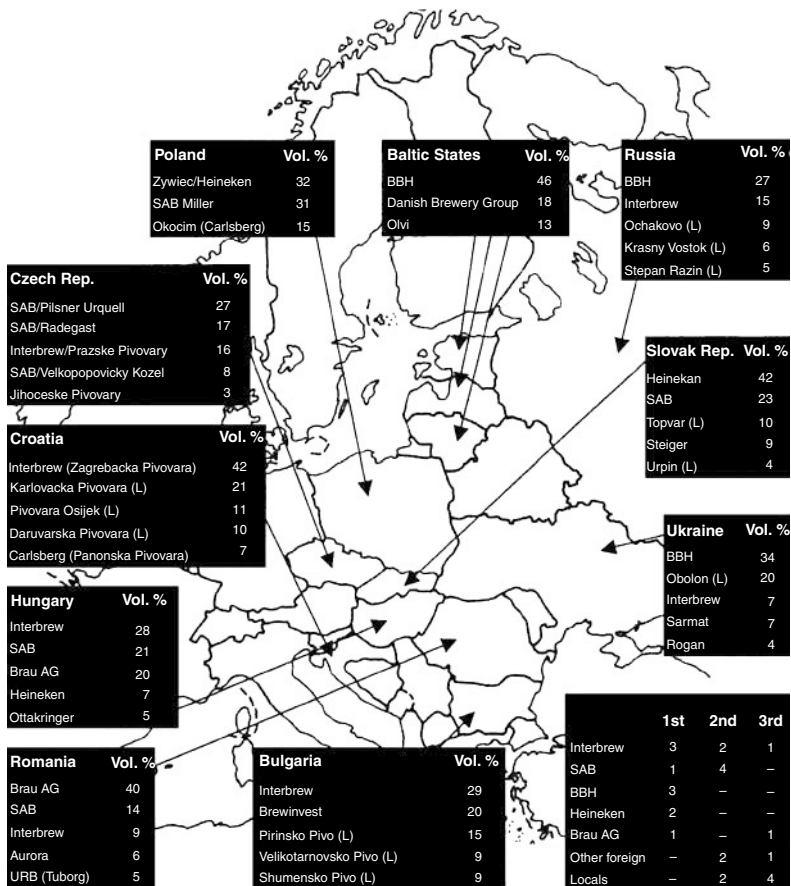 Poland Vol. %
Zywiec/Heineken 32
SAB Miller 31
Okocim (Carlsberg) 15
Baltic States Vol. %
BBH 46
Danish Brewery Group 18
Olvi 13
Russia Vol. %
BBH 27
Interbrew 15
Ochakovo (L) 9
Krasny Vostok (L) 6
Stepan Razin (L) 5
Czech Rep. Vol. %
SAB/Pilsner Urquell 27
SAB/Radegast 17
Interbrew/Prazske Pivovary 16
SAB/Velkopopovicky Kozel 8
Jihoceske Pivovary 3
Slovak Rep. Vol. %
Heinekan 42
SAB 23
Topvar (L) 10
Steiger 9
Urpin (L) 4
Croatia Vol. %
Interbrew (Zagrebacka Pivovara) 42
Karlovacka Pivovara (L) 21
Pivovara Osijek (L) 11
Daruvarska Pivovara (L) 10
Carlsberg (Panonska Pivovara) 7
Ukraine Vol. %
BBH 34
Obolon (L) 20
Interbrew 7
Sarmat 7
Rogan 4
Hungary Vol. %
Interbrew 28
SAB 21
Brau AG 20
Heineken 7
Ottakringer 5
Romania Vol. %
Brau AG 40
SAB 14
Interbrew 9
Aurora 6
URB (Tuborg) 5
Bulgaria Vol. %
Interbrew 29
Brewinvest 20
Pirinsko Pivo (L) 15
Velikotarnovsko Pivo (L) 9
Shumensko Pivo (L) 9
1st 2nd 3rd
Interbrew 3 2 1
SAB 1 4 –
BBH 3 – –
Heineken 2 – –
Brau AG 1 – 1
Other foreign – 2 1
Locals – 2 4